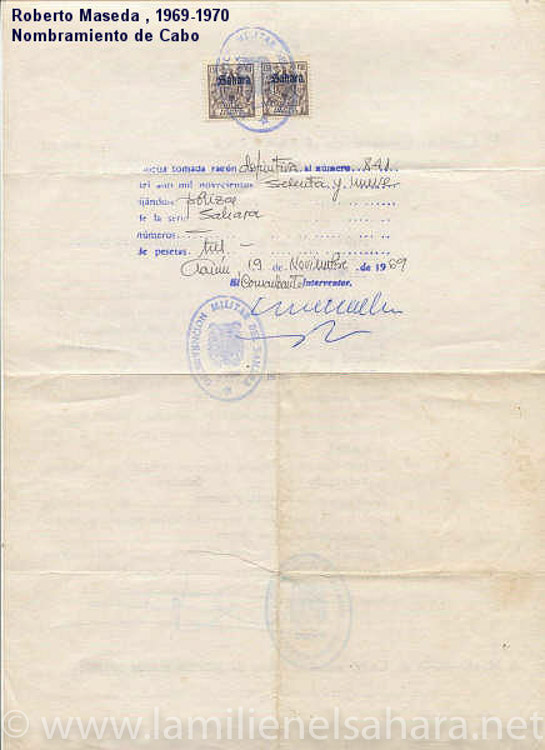 Roberto Maseda , 1969-1970
Nombramiento de Cabo
Sahara Sahara
tomada razón definitiva al número 841
mil novecientos sesenta y nueve
póliza
de la serie Sahara
números
de pesetas, tul -
Aaiún 19 de Noviembre de 1969
El Comandante Interventor,
INTERVENCION MILITAR DEL SAHARA
© www.lamilienelsahara.net